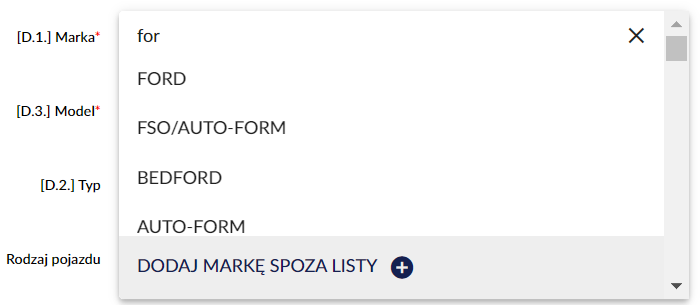 [D.1.] Marka*
for
FORD
[D.3.] Model*
FSO/AUTO-FORM
[D.2.] Typ
BEDFORD
AUTO-FORM
Rodzaj pojazdu
DODAJ MARKĘ SPOZA LISTY